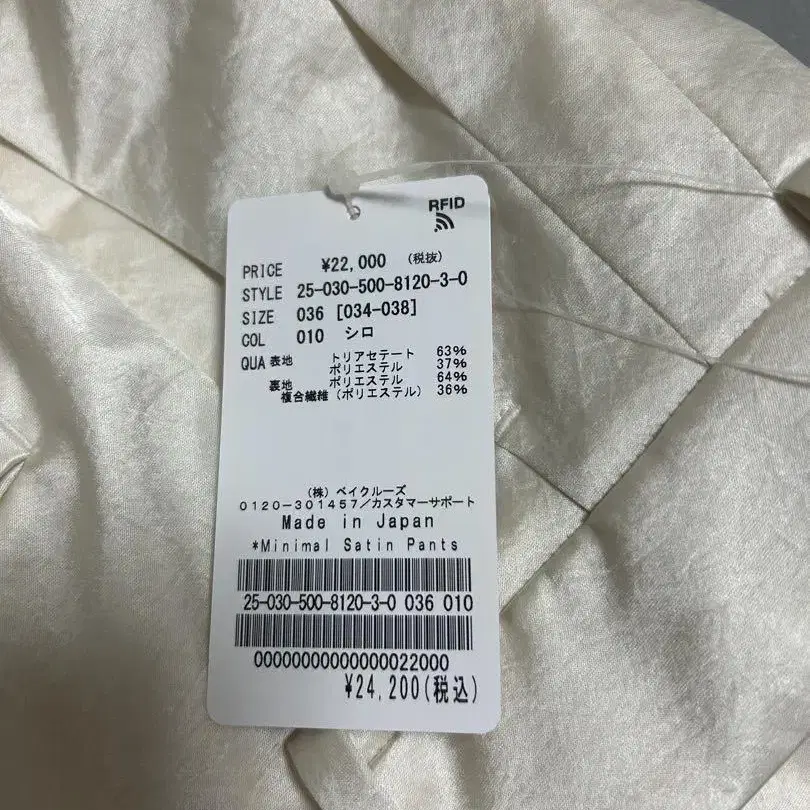 RFID
PRICE ¥22,000 (税抜)
STYLE 25-030-500-8120-3-0
SIZE 036 [034-038]
COL 010 シロ
QUA 表地 トリアセテート 63%
ポリエステル 37%
裏地 ポリエステル 64%
複合繊維 (ポリエステル) 36%
(株) ベイクルーズ
0120-301457/カスタマーサポート
Made in Japan
*Minimal Satin Pants
25-030-500-8120-3-0 036 010
00000000000000022000
¥24,200(税込)